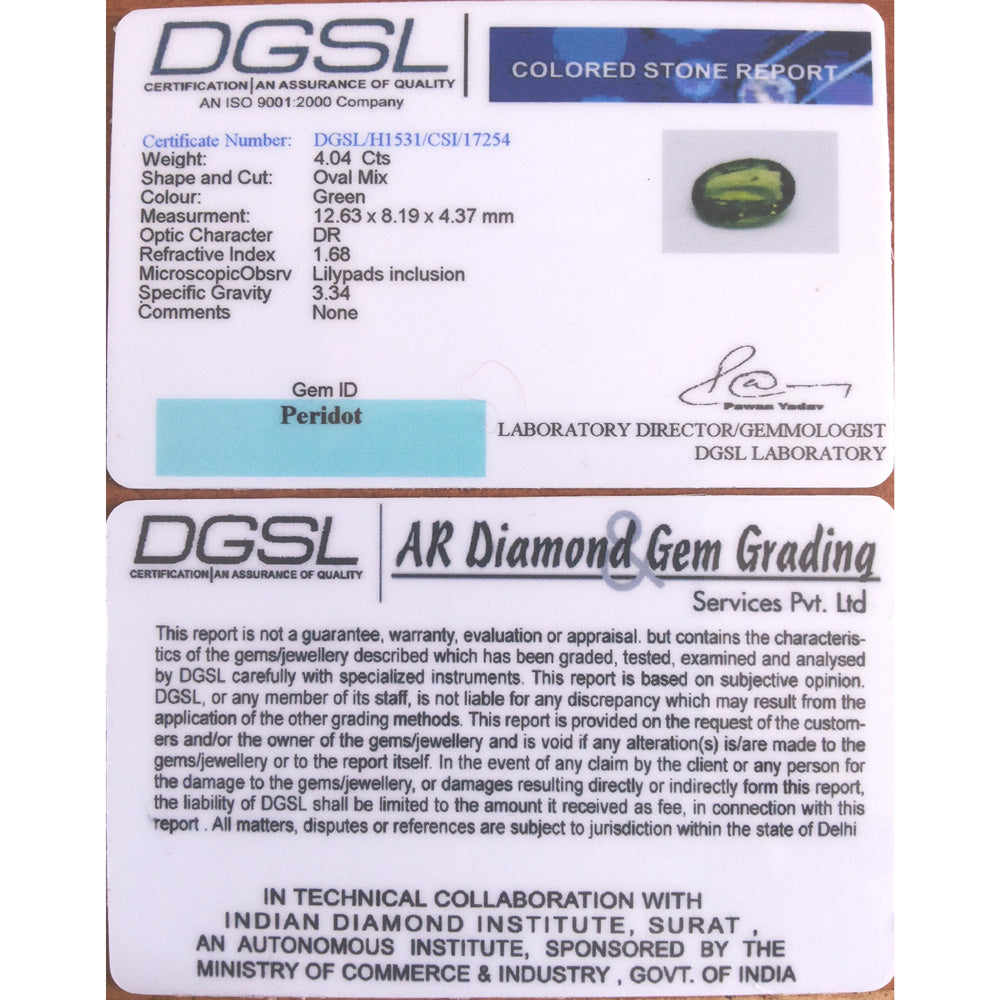 DGSL
CERTIFICATION|AN ASSURANCE OF QUALITY
AN ISO 9001:2000 Company
COLORED STONE REPORT
Certificate Number: DGSL/H1531/CSI/17254
Weight: 4.04 Cts
Shape and Cut: Oval Mix
Colour: Green
Measurment: 12.63 x 8.19 x 4.37 mm
Optic Character DR
Refractive Index 1.68
MicroscopicObsrv Lilypads inclusion
Specific Gravity 3.34
Comments None
Gem ID
Peridot
Pawan Yadav
LABORATORY DIRECTOR/GEMMOLOGIST
DGSL LABORATORY
DGSL
CERTIFICATION|AN ASSURANCE OF QUALITY
AR Diamond & Gem Grading
Services Pvt. Ltd
This report is not a guarantee, warranty, evaluation or appraisal. but contains the characteris-
tics of the gems/jewellery described which has been graded, tested, examined and analysed
by DGSL carefully with specialized instruments. This report is based on subjective opinion.
DGSL, or any member of its staff, is not liable for any discrepancy which may result from the
application of the other grading methods. This report is provided on the request of the custom-
ers and/or the owner of the gems/jewellery and is void if any alteration(s) is/are made to the
gems/jewellery or to the report itself. In the event of any claim by the client or any person for
the damage to the gems/jewellery, or damages resulting directly or indirectly form this report,
the liability of DGSL shall be limited to the amount it received as fee, in connection with this
report . All matters, disputes or references are subject to jurisdiction within the state of Delhi
IN TECHNICAL COLLABORATION WITH
INDIAN DIAMOND INSTITUTE, SURAT ,
AN AUTONOMOUS INSTITUTE, SPONSORED BY THE
MINISTRY OF COMMERCE & INDUSTRY , GOVT. OF INDIA